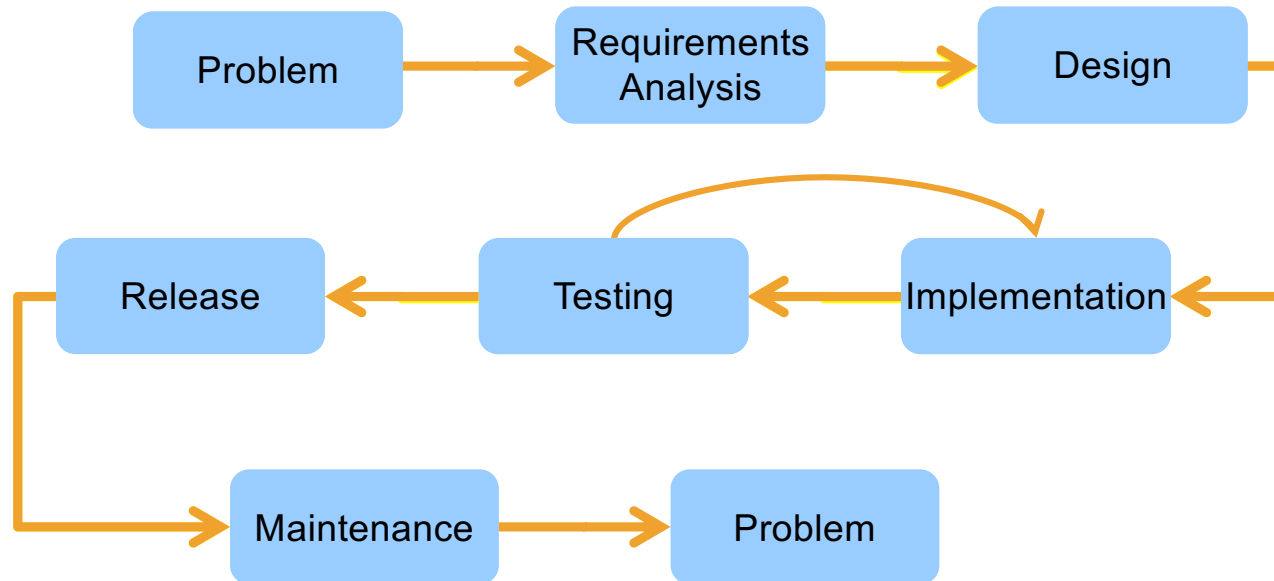 Problem
Requirements
Analysis
Design
Release
Testing
Implementation
Maintenance
Problem